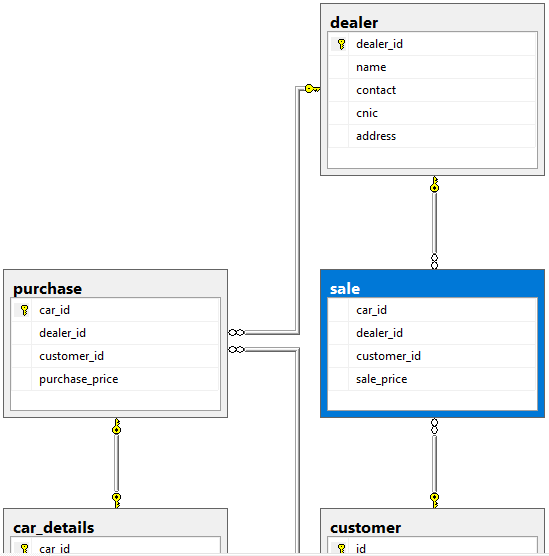 dealer
dealer_id
name
contact
cnic
address
purchase
car_id
dealer_id
customer_id
purchase_price
sale
car_id
dealer_id
customer_id
sale_price
car_details
car_id
customer
id